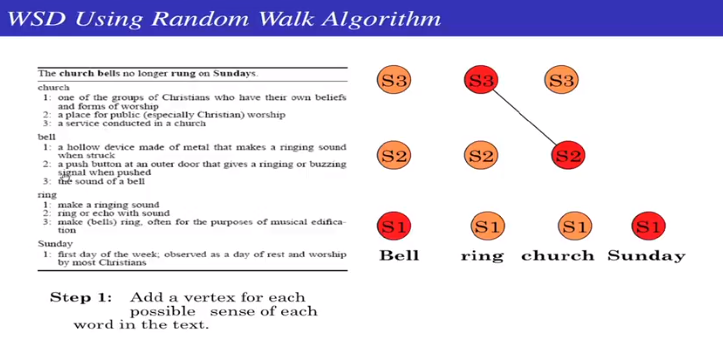 WSD Using Random Walk Algorithm
The church bells no longer rung on Sundays.
church
1: one of the groups of Christians who have their own beliefs
and forms of worship
2: a place for public (especially Christian) worship
3: a service conducted in a church
bell
1: a hollow device made of metal that makes a ringing sound
when struck
2: a push button at an outer door that gives a ringing or buzzing
signal when pushed
3: the sound of a bell
ring
1: make a ringing sound
2: ring or echo with sound
3: make (bells) ring, often for the purposes of musical edifica-
tion
Sunday
1: first day of the week; observed as a day of rest and worship
by most Christians
Step 1: Add a vertex for each
possible sense of each
word in the text.
S3 S3 S3
S2 S2 S2
S1 S1 S1 S1
Bell ring church Sunday